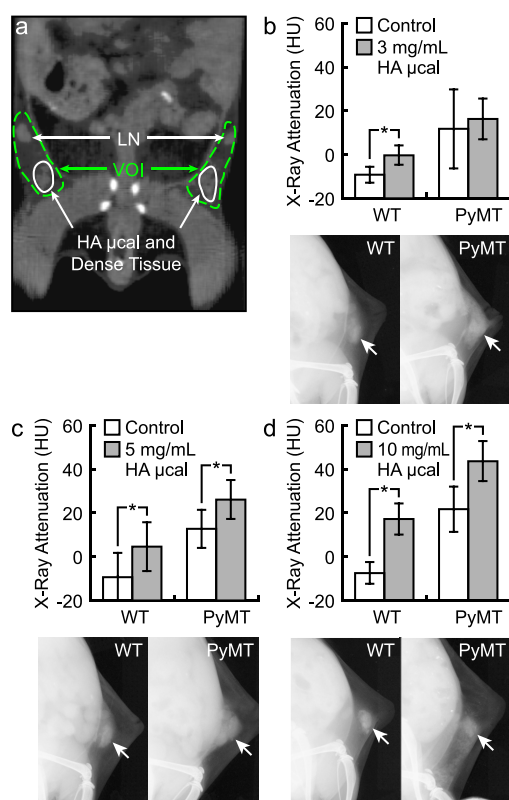 a
LN
VOI
HA µcal and
Dense Tissue
b
X-Ray Attenuation (HU)
60
40
20
0
-20
Control
3 mg/mL
HA µcal
*
WT
PyMT
WT
PyMT
c
X-Ray Attenuation (HU)
60
40
20
0
-20
Control
5 mg/mL
HA µcal
*
*
WT
PyMT
WT
PyMT
d
X-Ray Attenuation (HU)
60
40
20
0
-20
Control
10 mg/mL
HA µcal
*
*
WT
PyMT
WT
PyMT